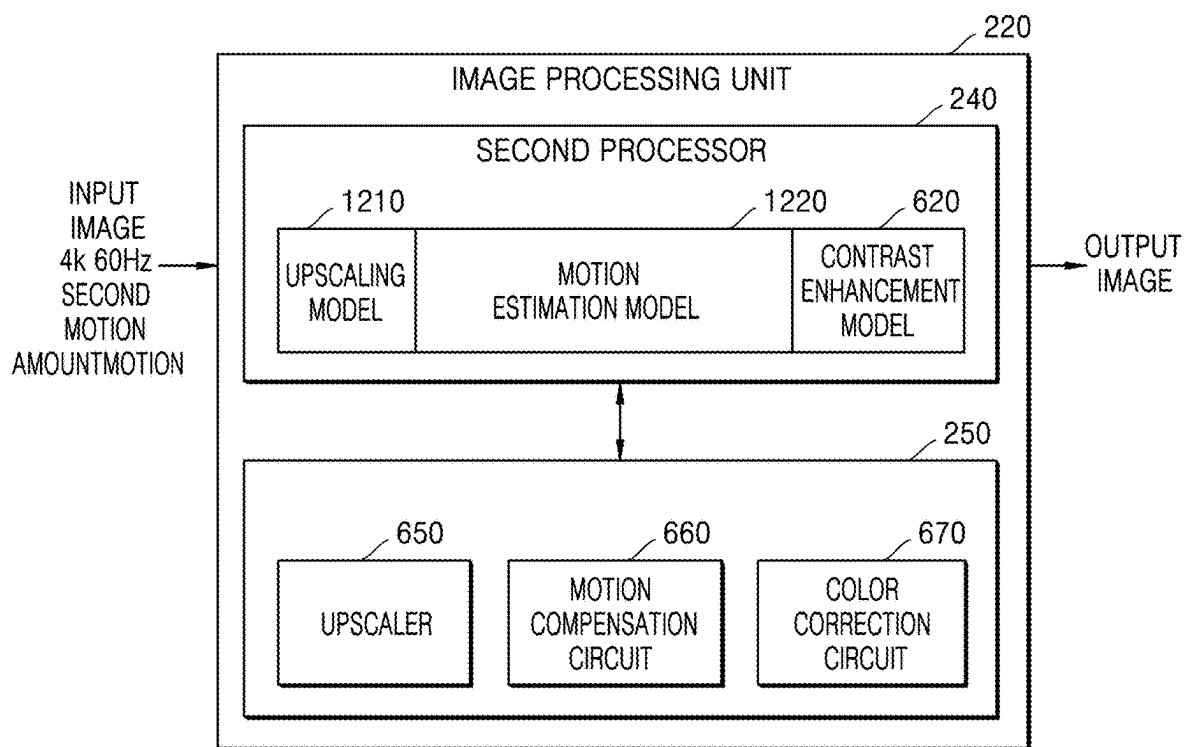 220
IMAGE PROCESSING UNIT
240
SECOND PROCESSOR
INPUT
IMAGE
4k 60Hz
SECOND
MOTION
AMOUNTMOTION
1210
1220
620
UPSCALING
MODEL
MOTION
ESTIMATION MODEL
CONTRAST
ENHANCEMENT
MODEL
OUTPUT
IMAGE
250
650
660
670
UPSCALER
MOTION
COMPENSATION
CIRCUIT
COLOR
CORRECTION
CIRCUIT